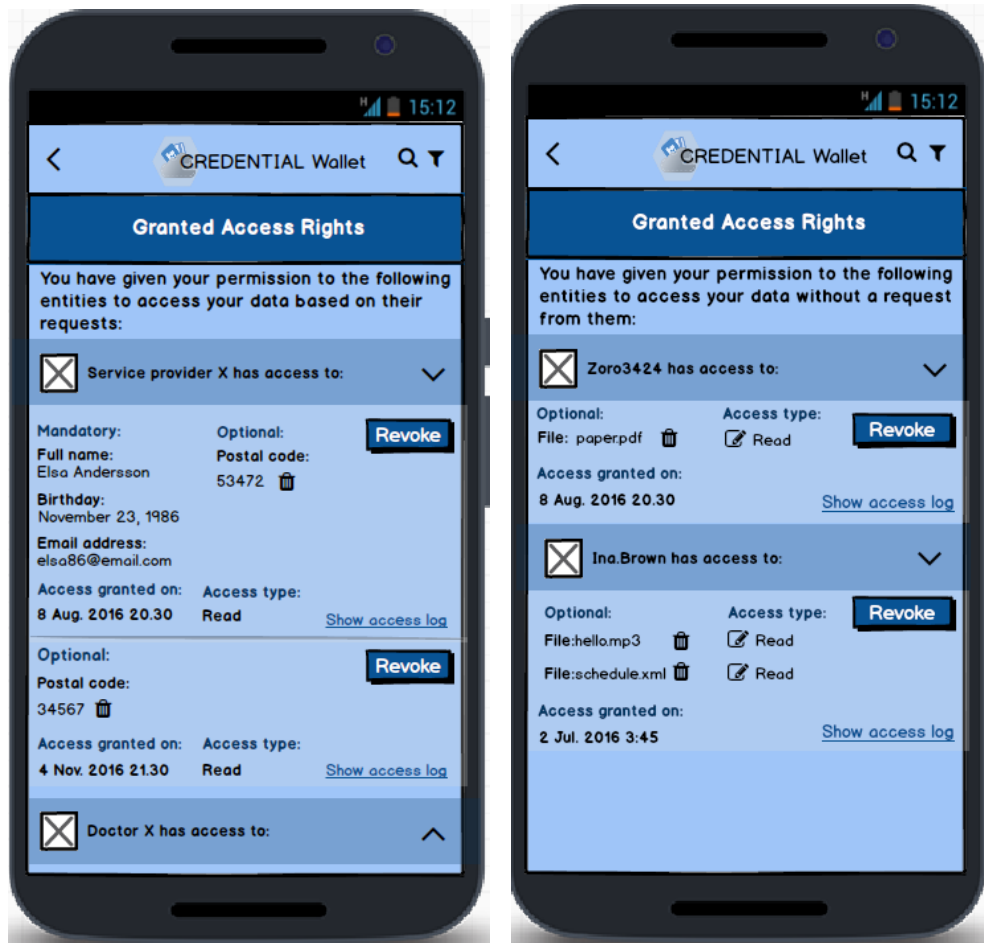 H 15:12
CREDENTIAL Wallet
Granted Access Rights
You have given your permission to the following
entities to access your data based on their
requests:
Service provider X has access to:
Mandatory: Optional: Revoke
Full name: Postal code:
Elsa Andersson 53472
Birthday:
November 23, 1986
Email address:
elsa86@email.com
Access granted on: Access type:
8 Aug. 2016 20.30 Read Show access log
Optional: Revoke
Postal code:
34567
Access granted on: Access type:
4 Nov. 2016 21.30 Read Show access log
Doctor X has access to:
H 15:12
CREDENTIAL Wallet
Granted Access Rights
You have given your permission to the following
entities to access your data without a request
from them:
Zoro3424 has access to:
Optional: Access type: Revoke
File: paper.pdf Read
Access granted on:
8 Aug. 2016 20.30 Show access log
Ina.Brown has access to:
Optional: Access type: Revoke
File:hello.mp3 Read
File:schedule.xml Read
Access granted on:
2 Jul. 2016 3:45 Show access log